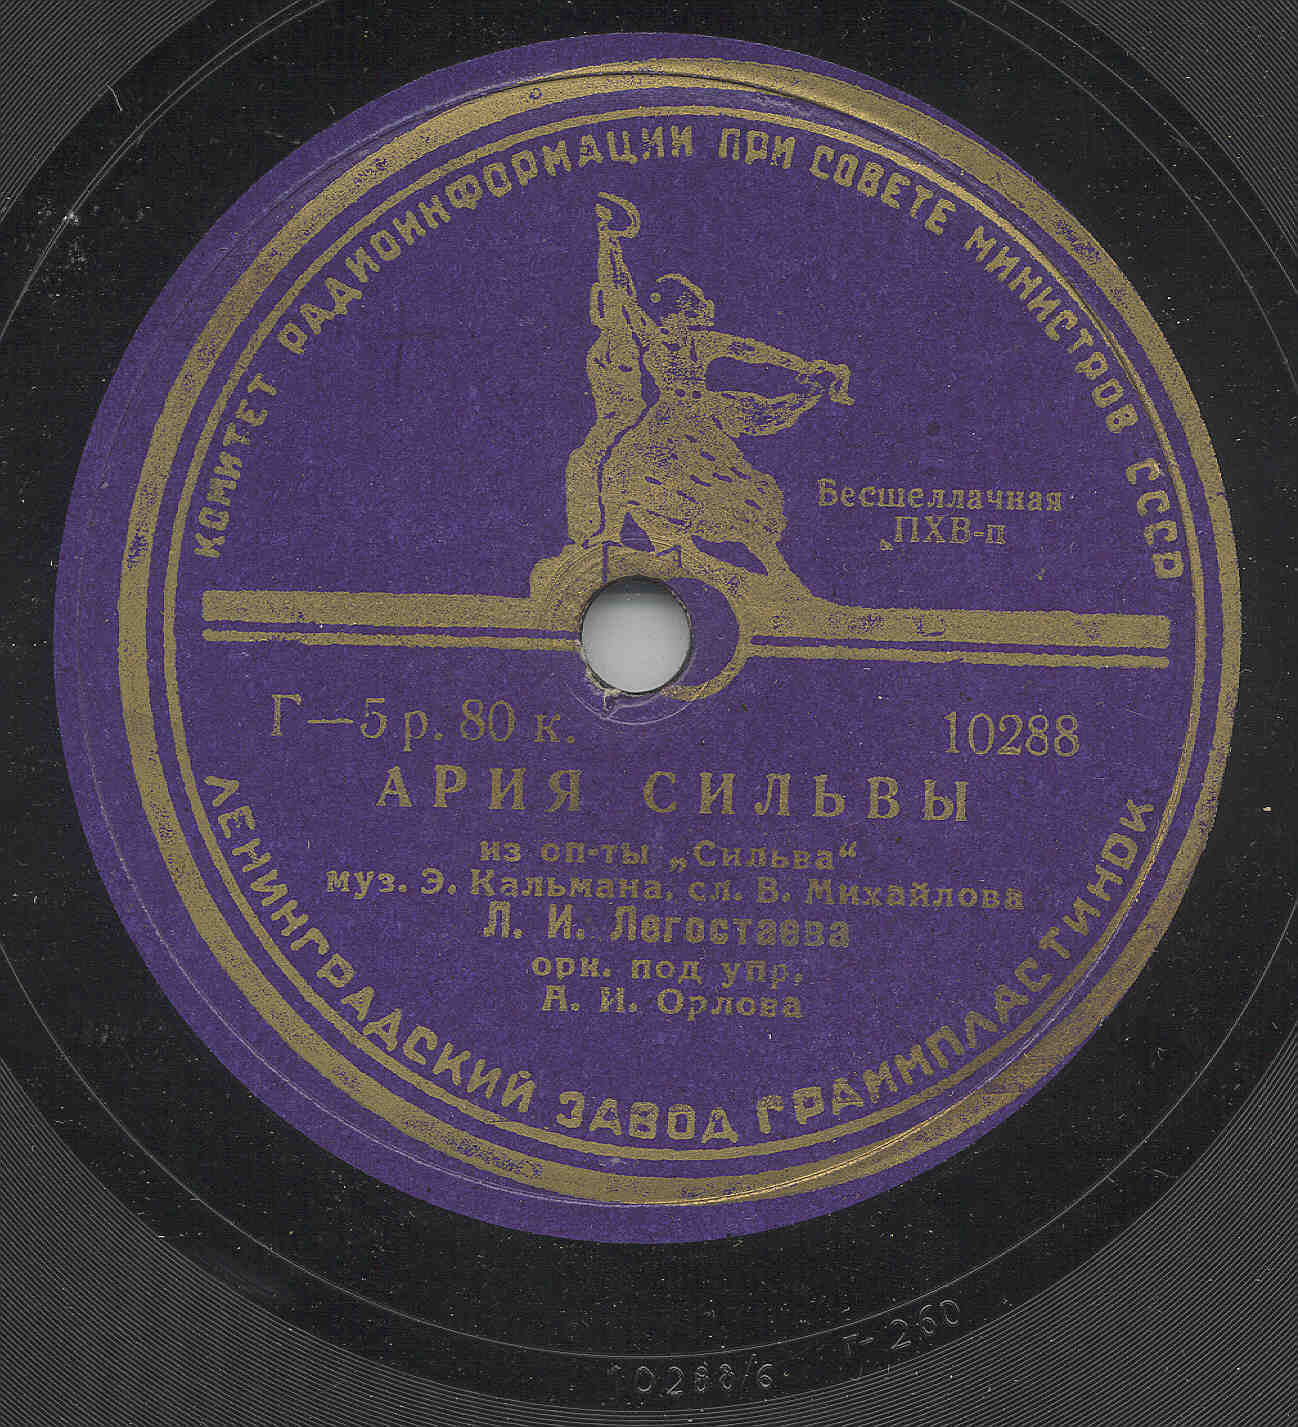 КОМИТЕТ РАДИОИНФОРМАЦИИ ПРИ СОВЕТЕ МИНИСТРОВ СССР
Бесшеллачная
ПХВ-п
Г—5 р. 80 к.
10288
АРИЯ СИЛЬВЫ
из оп-ты „Сильва“
муз. Э. Кальмана, сл. В. Михайлова
Л. И. Легостаева
орк. под упр,
А. И. Орлова
ЛЕНИНГРАДСКИЙ ЗАВОД ГРАММПЛАСТИНОК
10288/6
Г-260